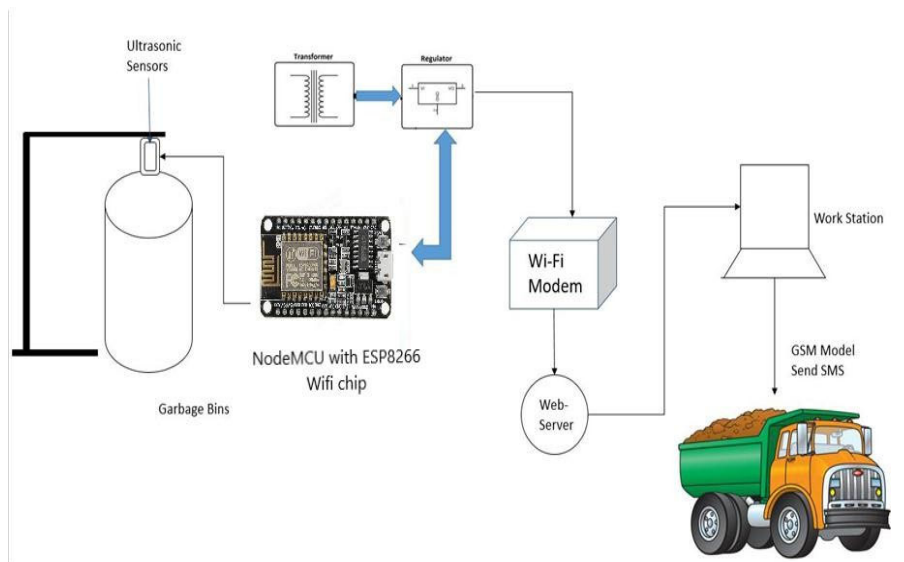 Ultrasonic
Sensors
Transformer
Regulator
Wi-Fi
Modem
Work Station
WiFi
NodeMCU with ESP8266
Wifi chip
Garbage Bins
Web-
Server
GSM Model
Send SMS